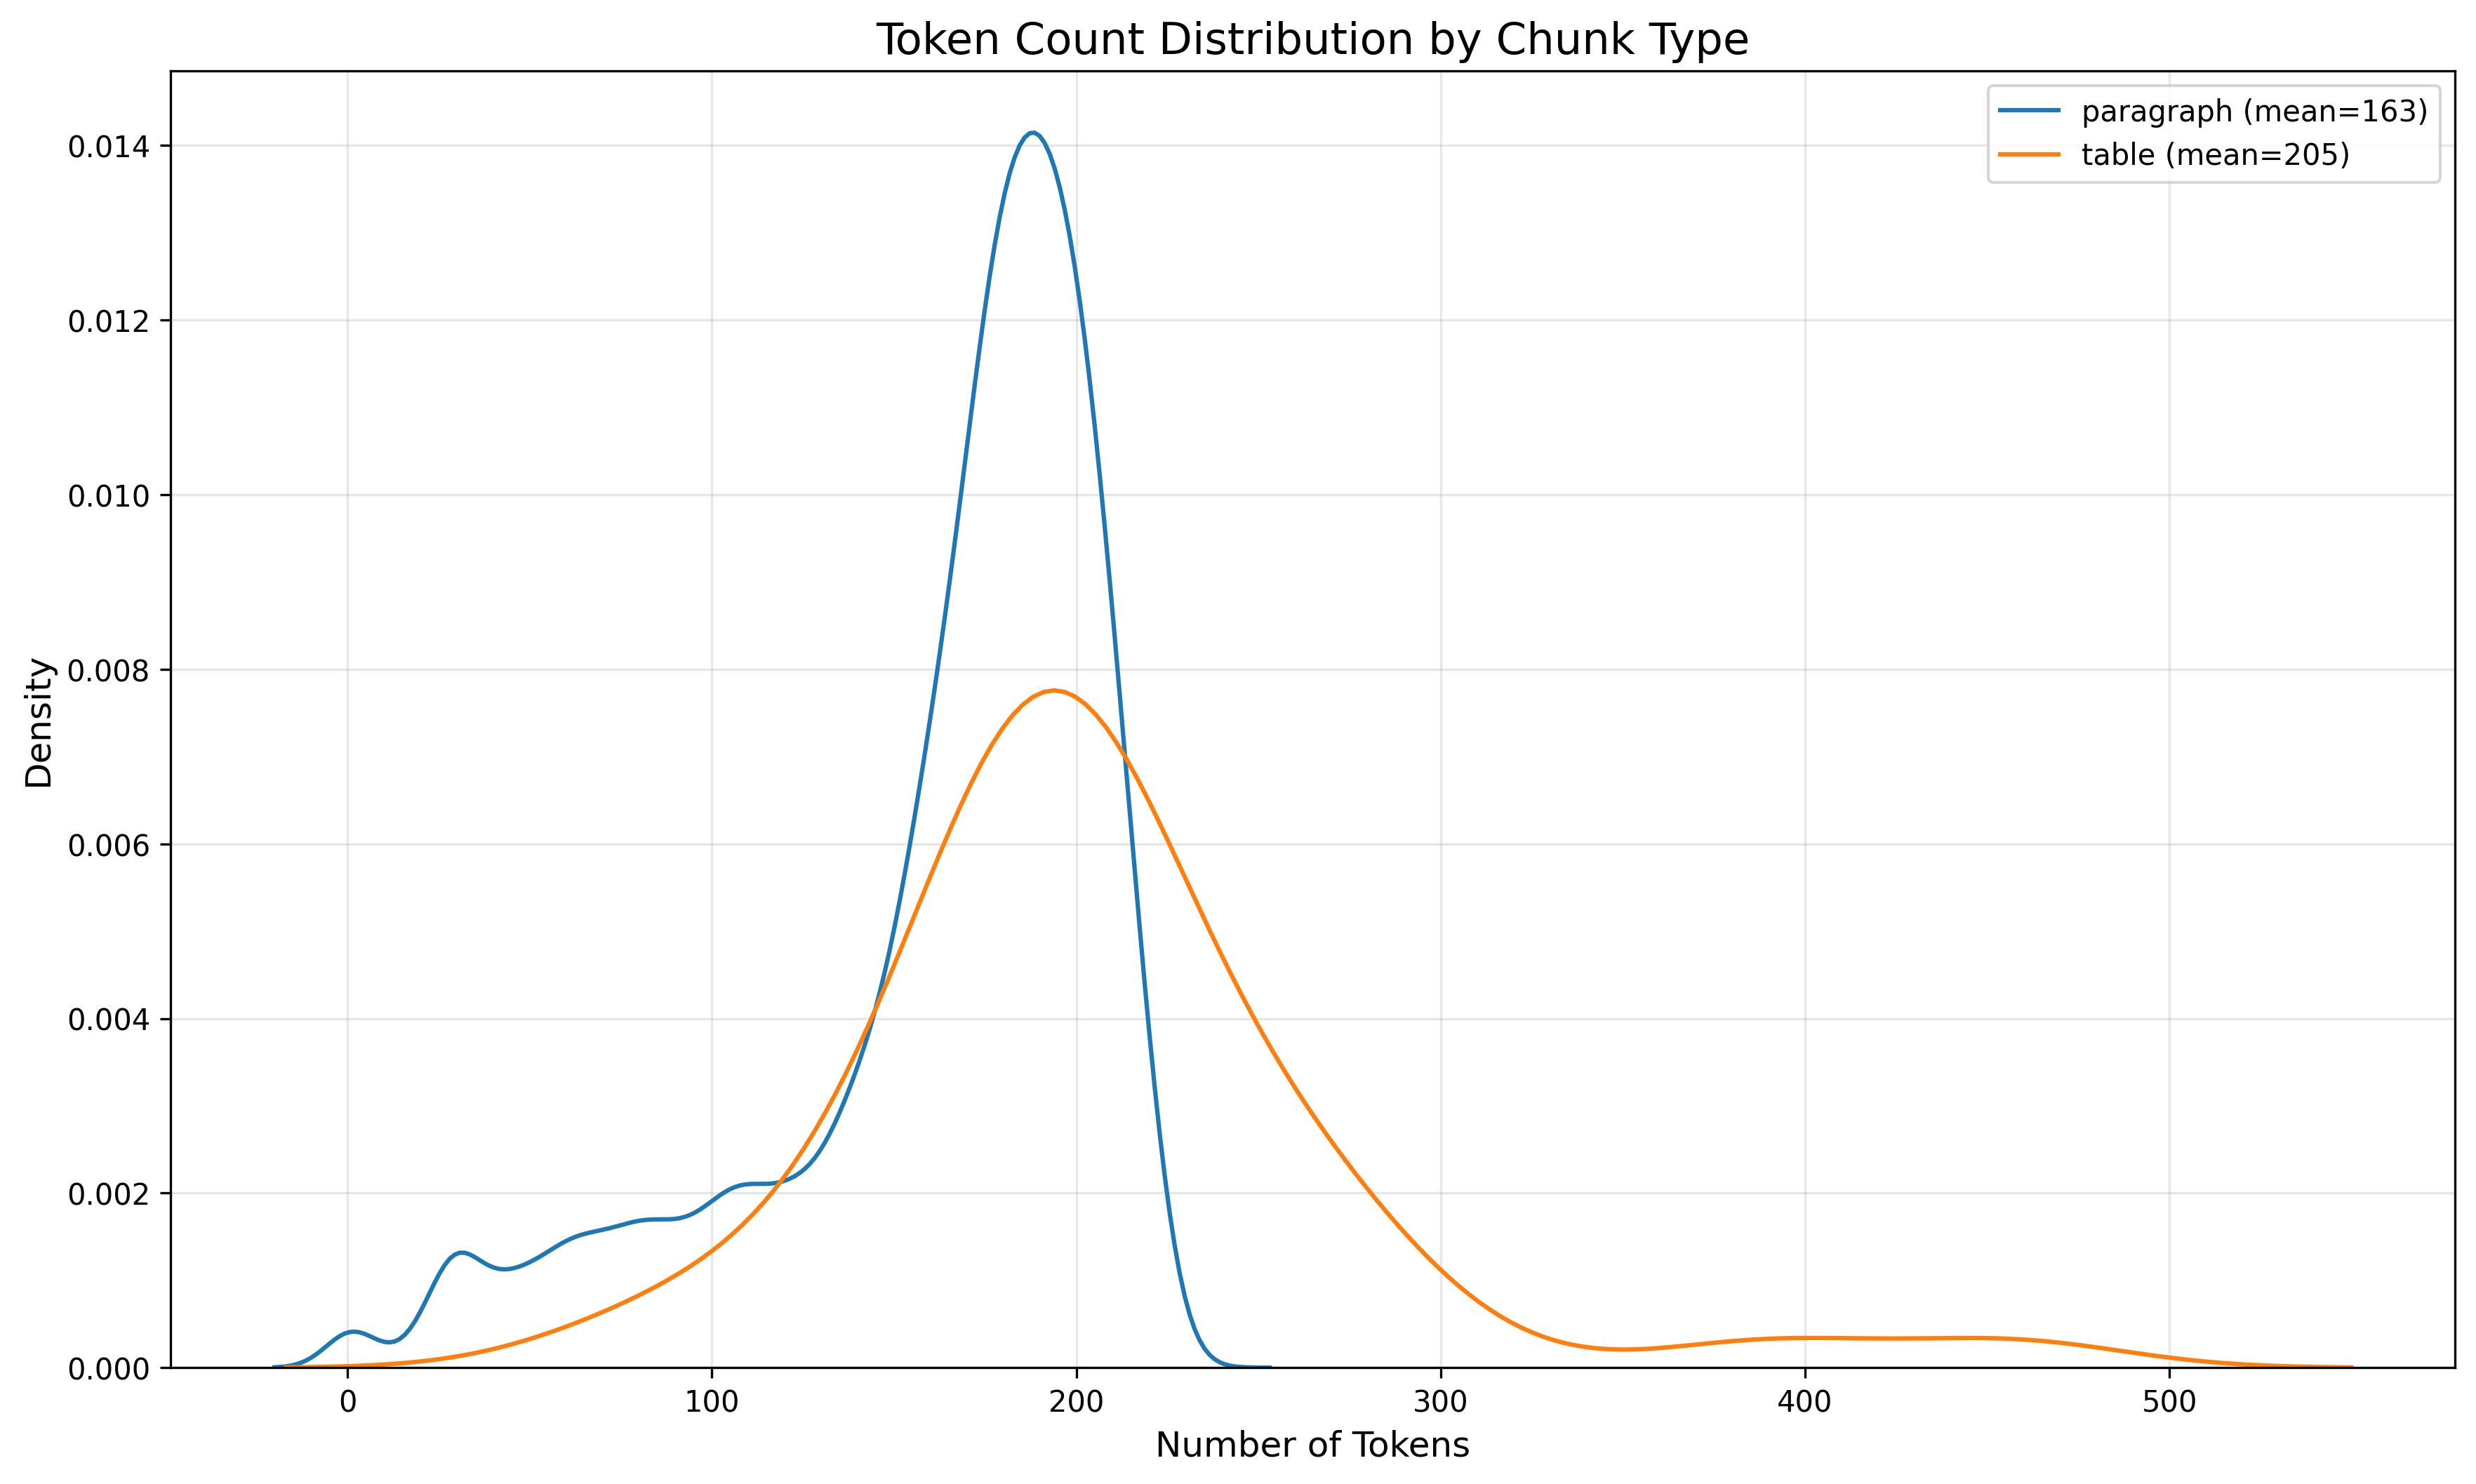 Token Count Distribution by Chunk Type
paragraph (mean=163)
table (mean=205)
Density
0.014
0.012
0.010
0.008
0.006
0.004
0.002
0.000
0 100 200 300 400 500
Number of Tokens